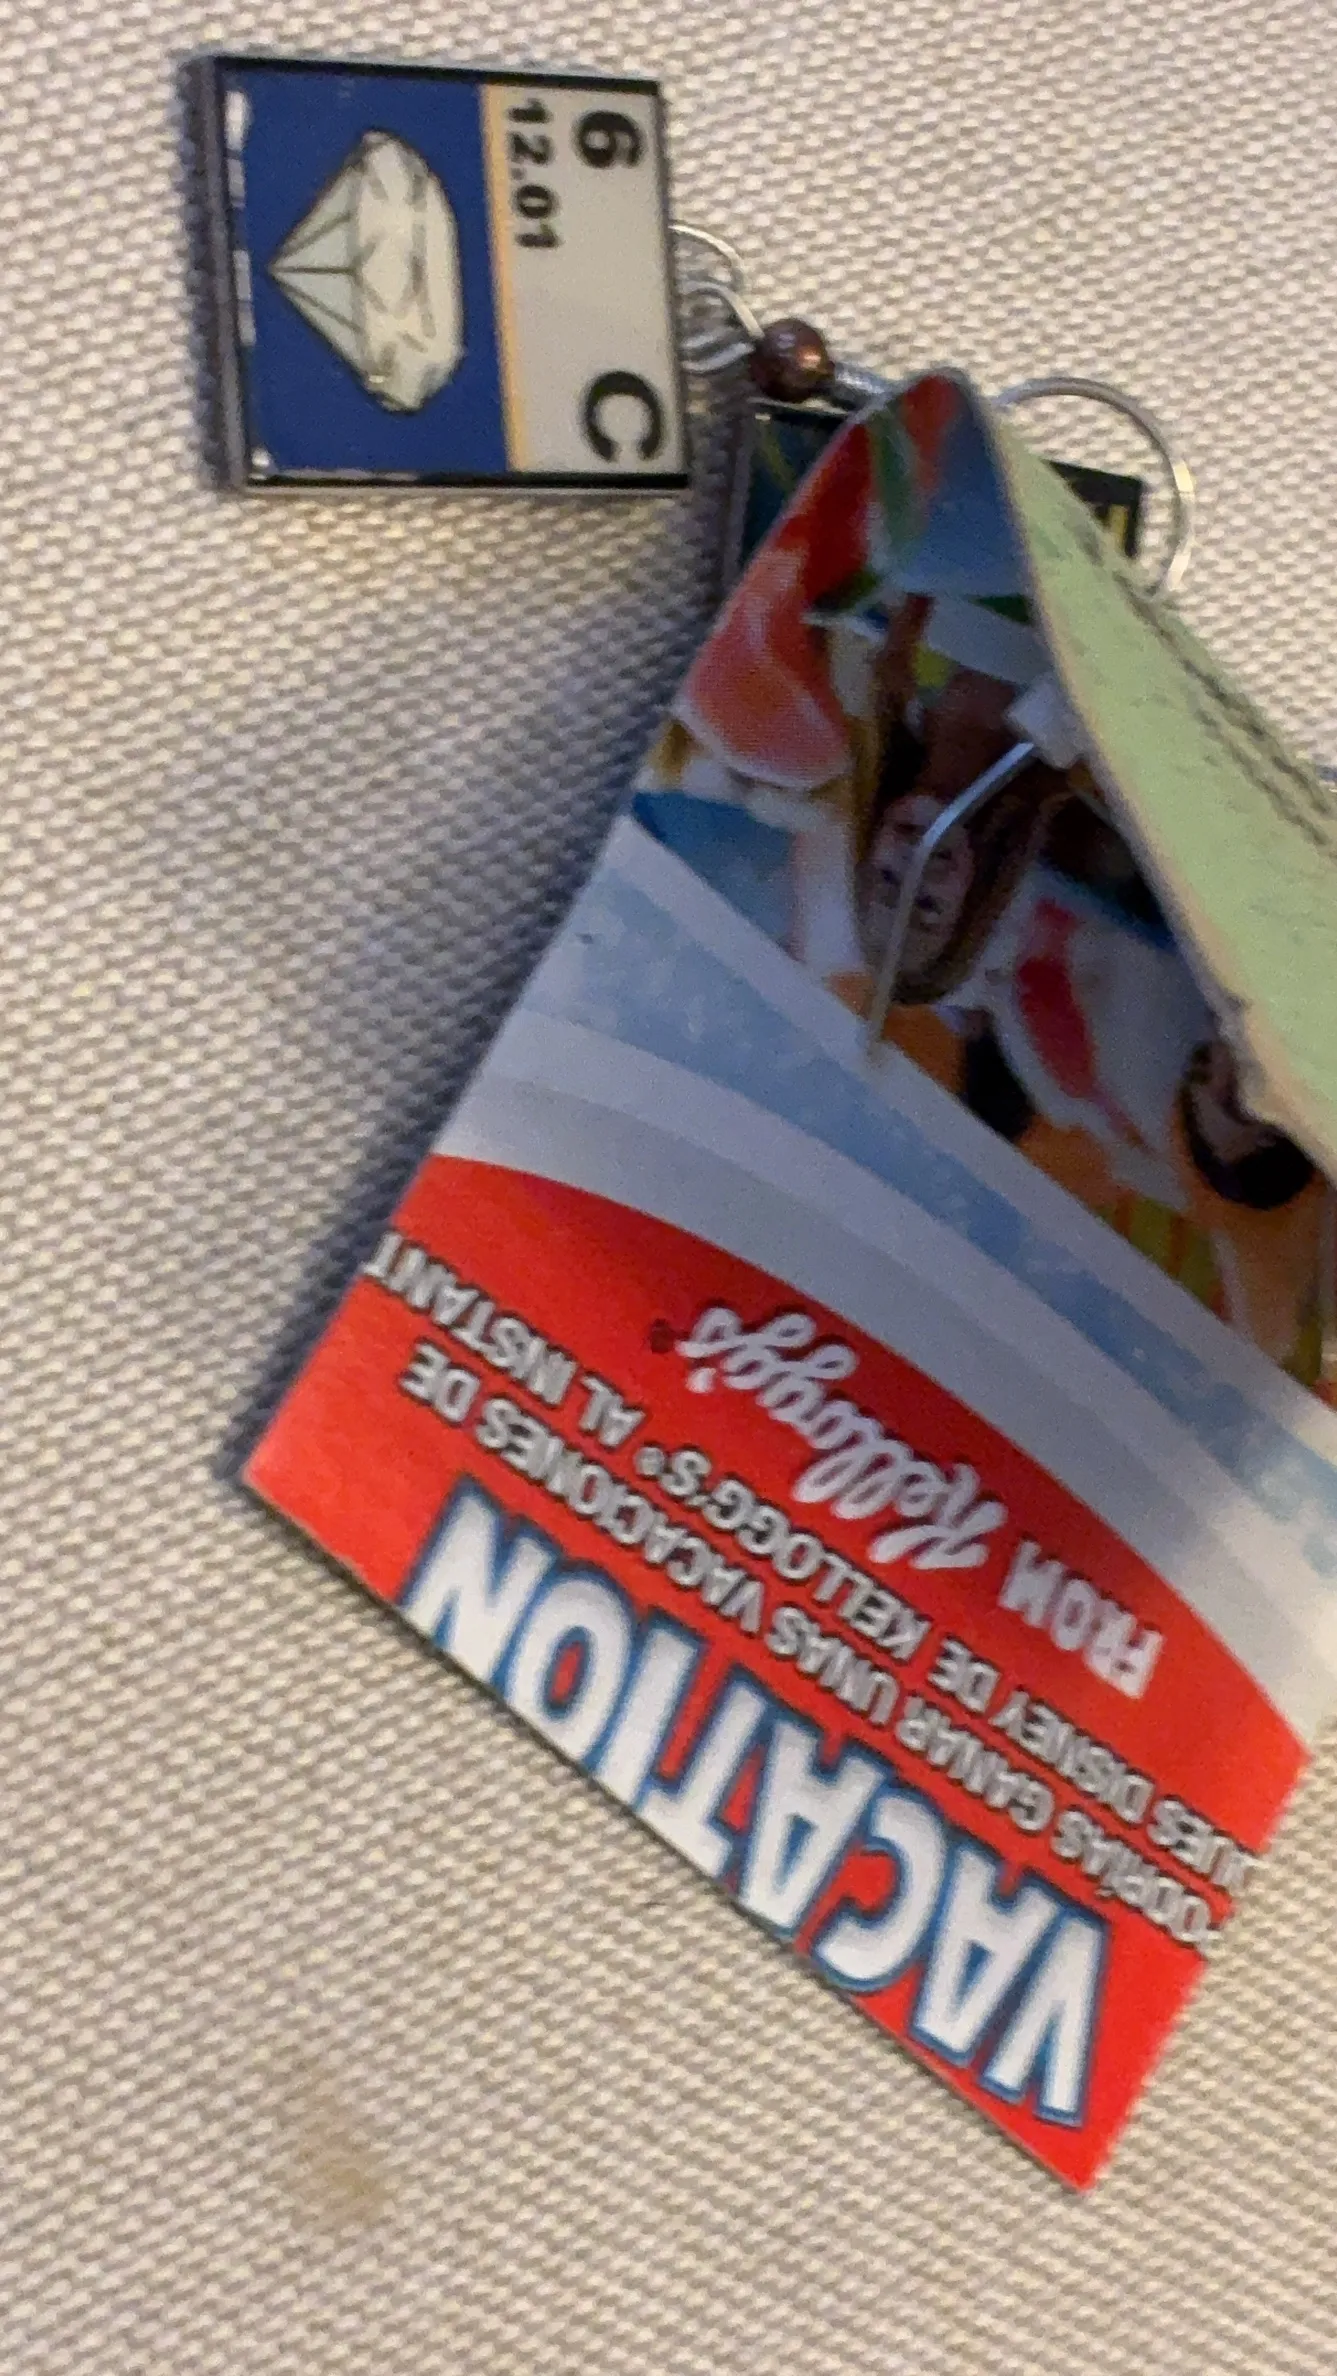 6 C
12.01
VACATION
ODRÍAS GANAR UNAS VACACIONES DE
UES DISNEY DE KELLOGG'S® AL INSTANT
FROM Kellogg's®